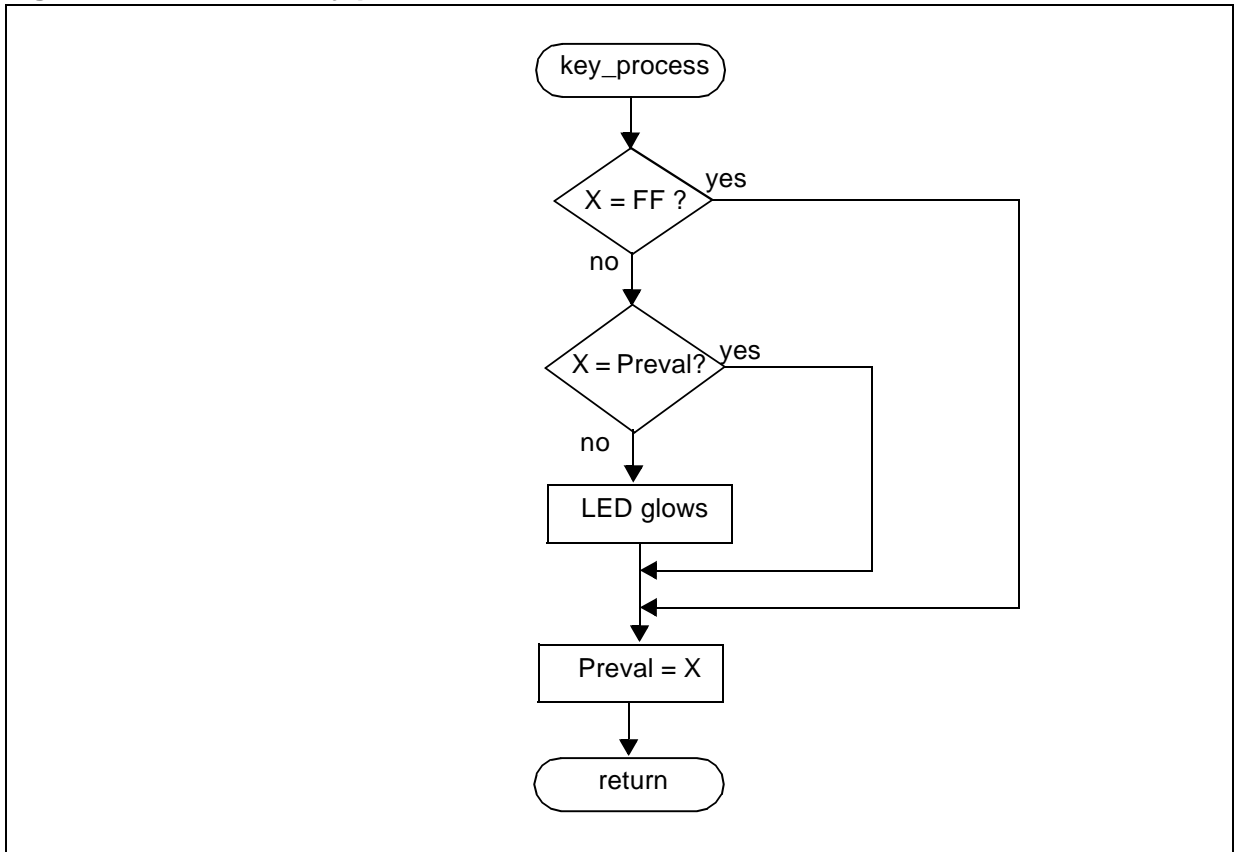 key_process
X = FF ?
yes
no
X = Preval?
yes
no
LED glows
Preval = X
return